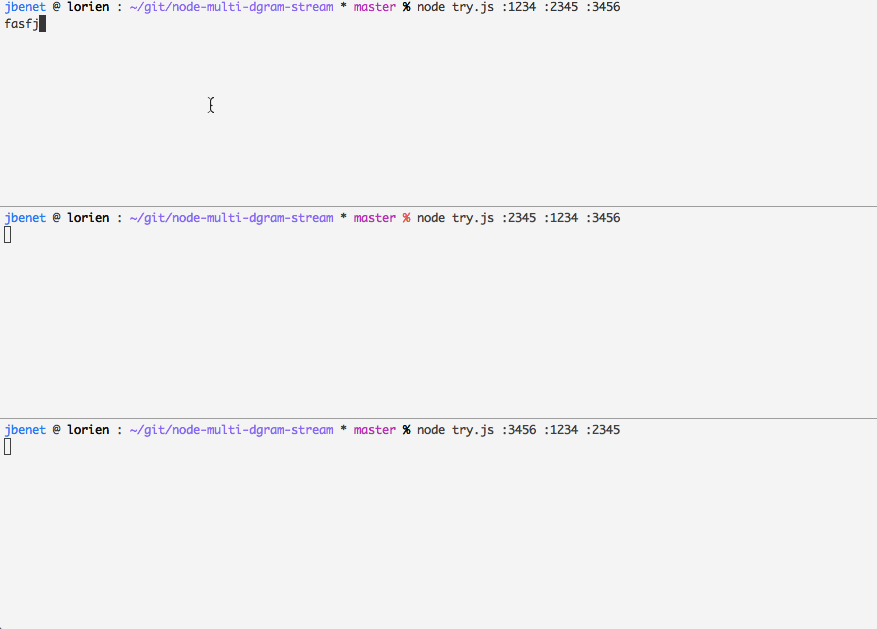 jbenet @ lorien : ~/git/node-multi-dgram-stream * master % node try.js :1234 :2345 :3456
fasfj
jbenet @ lorien : ~/git/node-multi-dgram-stream * master % node try.js :2345 :1234 :3456
jbenet @ lorien : ~/git/node-multi-dgram-stream * master % node try.js :3456 :1234 :2345